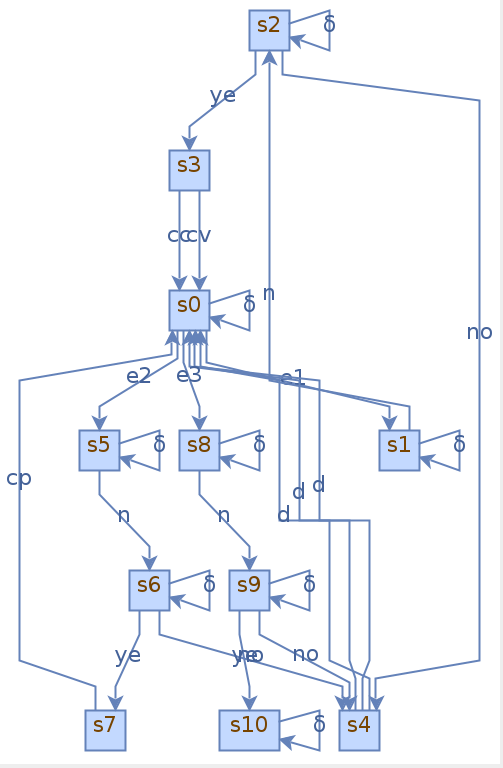 s2
δ
ye
s3
cc
cv
n
s0
δ
no
e2
e3
e1
s5
δ
s8
δ
s1
δ
cp
d
d
d
n
n
s6
δ
s9
δ
ye
ye
no
no
s7
s10
δ
s4